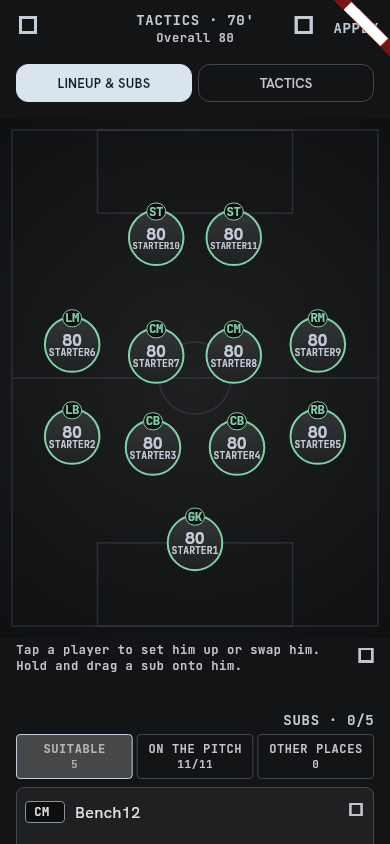 TACTICS · 70'
Overall 80
LINEUP & SUBS
TACTICS
ST
80
STARTER10
ST
80
STARTER11
LM
80
STARTER6
CM
80
STARTER7
CM
80
STARTER8
RM
80
STARTER9
LB
80
STARTER2
CB
80
STARTER3
CB
80
STARTER4
RB
80
STARTER5
GK
80
STARTER1
Tap a player to set him up or swap him.
Hold and drag a sub onto him.
SUBS · 0/5
SUITABLE
5
ON THE PITCH
11/11
OTHER PLACES
0
CM
Bench12